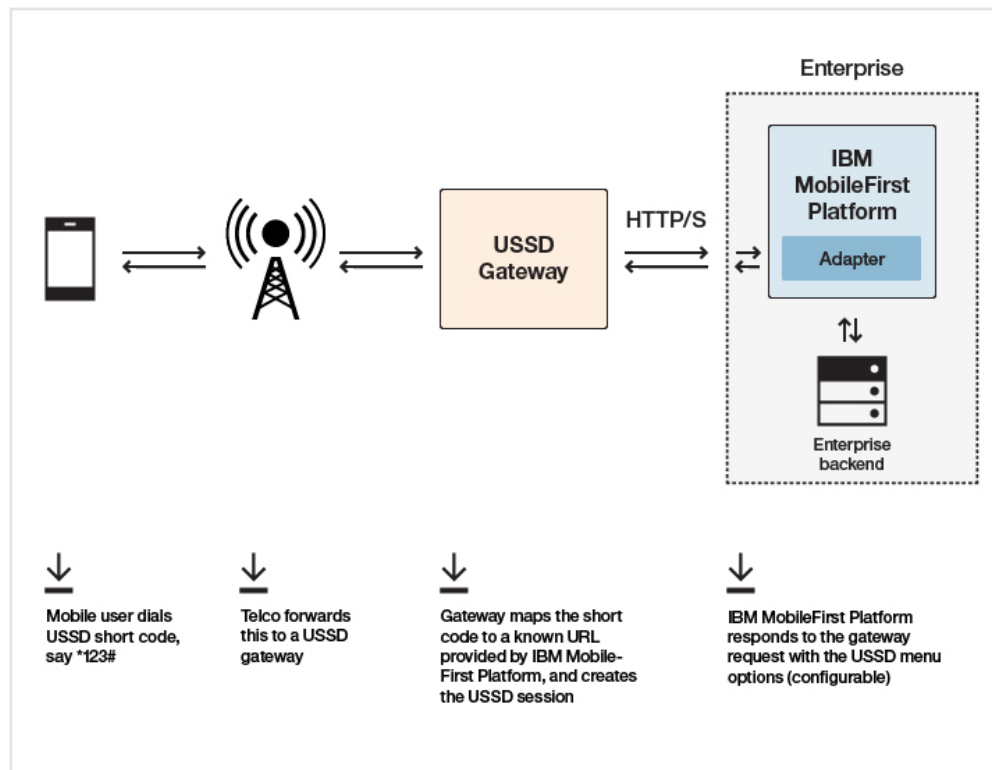 Enterprise
IBM
MobileFirst
Platform
Adapter
HTTP/S
USSD
Gateway
Enterprise
backend
Mobile user dials
USSD short code,
say *123#
Telco forwards
this to a USSD
gateway
Gateway maps the short
code to a known URL
provided by IBM Mobile-
First Platform, and creates
the USSD session
IBM MobileFirst Platform
responds to the gateway
request with the USSD menu
options (configurable)